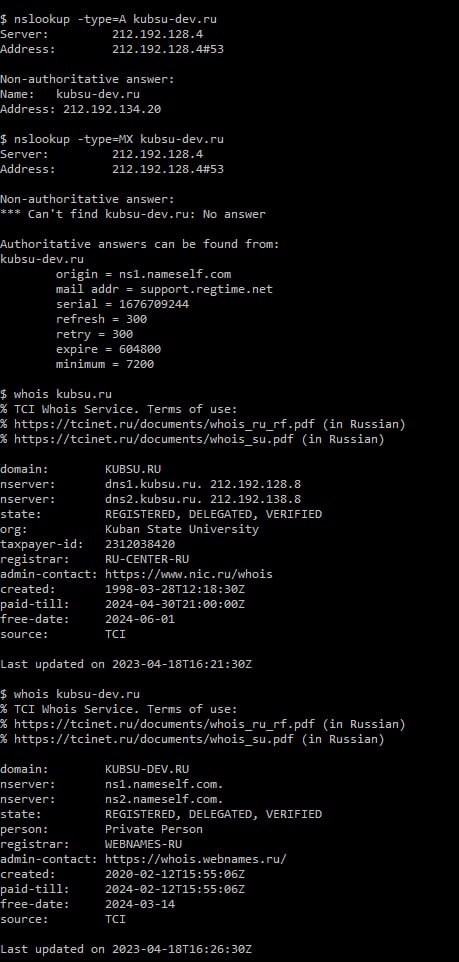 $ nslookup -type=A kubsu-dev.ru
Server:         212.192.128.4
Address:        212.192.128.4#53

Non-authoritative answer:
Name:   kubsu-dev.ru
Address: 212.192.134.20

$ nslookup -type=MX kubsu-dev.ru
Server:         212.192.128.4
Address:        212.192.128.4#53

Non-authoritative answer:
*** Can't find kubsu-dev.ru: No answer

Authoritative answers can be found from:
kubsu-dev.ru
        origin = ns1.nameself.com
        mail addr = support.regtime.net
        serial = 1676709244
        refresh = 300
        retry = 300
        expire = 604800
        minimum = 7200

$ whois kubsu.ru
% TCI Whois Service. Terms of use:
% https://tcinet.ru/documents/whois_ru_rf.pdf (in Russian)
% https://tcinet.ru/documents/whois_su.pdf (in Russian)

domain:        KUBSU.RU
nserver:       dns1.kubsu.ru. 212.192.128.8
nserver:       dns2.kubsu.ru. 212.192.138.8
state:         REGISTERED, DELEGATED, VERIFIED
org:           Kuban State University
taxpayer-id:   2312038420
registrar:     RU-CENTER-RU
admin-contact: https://www.nic.ru/whois
created:       1998-03-28T12:18:30Z
paid-till:     2024-04-30T21:00:00Z
free-date:     2024-06-01
source:        TCI

Last updated on 2023-04-18T16:21:30Z

$ whois kubsu-dev.ru
% TCI Whois Service. Terms of use:
% https://tcinet.ru/documents/whois_ru_rf.pdf (in Russian)
% https://tcinet.ru/documents/whois_su.pdf (in Russian)

domain:        KUBSU-DEV.RU
nserver:       ns1.nameself.com.
nserver:       ns2.nameself.com.
state:         REGISTERED, DELEGATED, VERIFIED
person:        Private Person
registrar:     WEBNAMES-RU
admin-contact: https://whois.webnames.ru/
created:       2020-02-12T15:55:06Z
paid-till:     2024-02-12T15:55:06Z
free-date:     2024-03-14
source:        TCI

Last updated on 2023-04-18T16:26:30Z